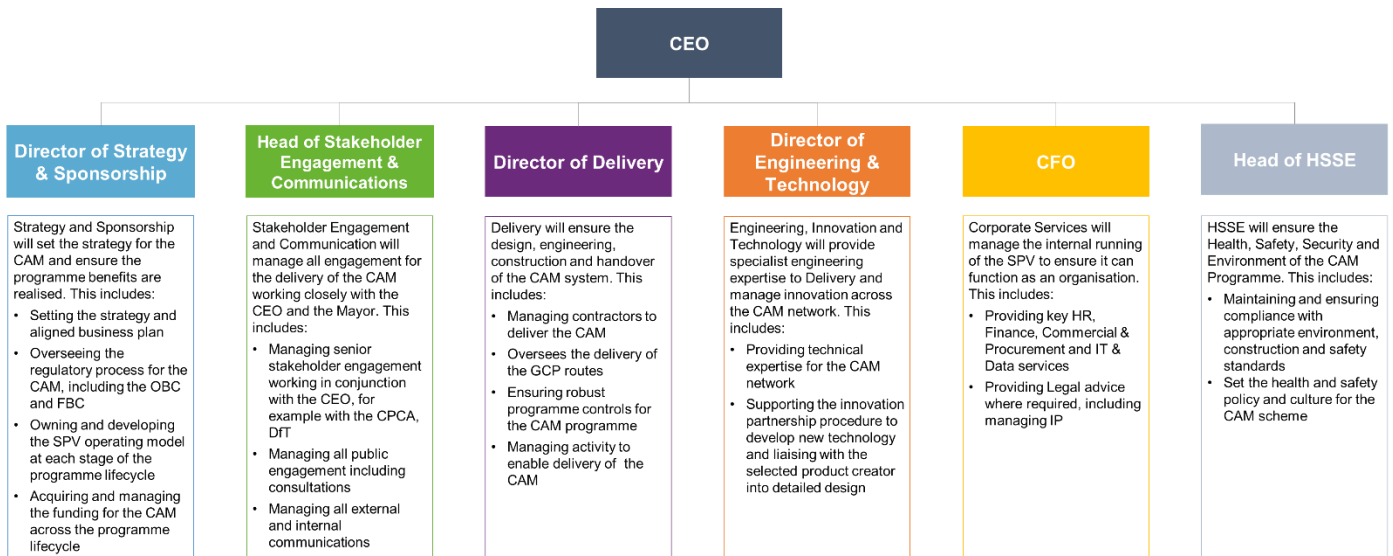 CEO
Director of Strategy
& Sponsorship
Strategy and Sponsorship
will set the strategy for the
CAM and ensure the
programme benefits are
realised. This includes:
• Setting the strategy and
aligned business plan
• Overseeing the
regulatory process for the
CAM, including the OBC
and FBC
• Owning and developing
the SPV operating model
at each stage of the
programme lifecycle
• Acquiring and managing
the funding for the CAM
across the programme
lifecycle
Head of Stakeholder
Engagement &
Communications
Stakeholder Engagement
and Communication will
manage all engagement for
the delivery of the CAM
working closely with the
CEO and the Mayor. This
includes:
• Managing senior
stakeholder engagement
working in conjunction
with the CEO, for
example with the CPCA,
DfT
• Managing all public
engagement including
consultations
• Managing all external
and internal
communications
Director of Delivery
Delivery will ensure the
design, engineering,
construction and handover
of the CAM system. This
includes:
• Managing contractors to
deliver the CAM
• Oversees the delivery of
the GCP routes
• Ensuring robust
programme controls for
the CAM programme
• Managing activity to
enable delivery of the
CAM
Director of
Engineering &
Technology
Engineering, Innovation and
Technology will provide
specialist engineering
expertise to Delivery and
manage innovation across
the CAM network. This
includes:
• Providing technical
expertise for the CAM
network
• Supporting the innovation
partnership procedure to
develop new technology
and liaising with the
selected product creator
into detailed design
CFO
Corporate Services will
manage the internal running
of the SPV to ensure it can
function as an organisation.
This includes:
• Providing key HR,
Finance, Commercial &
Procurement and IT &
Data services
• Providing Legal advice
where required, including
managing IP
Head of HSSE
HSSE will ensure the
Health, Safety, Security and
Environment of the CAM
Programme. This includes:
• Maintaining and ensuring
compliance with
appropriate environment,
construction and safety
standards
• Set the health and safety
policy and culture for the
CAM scheme